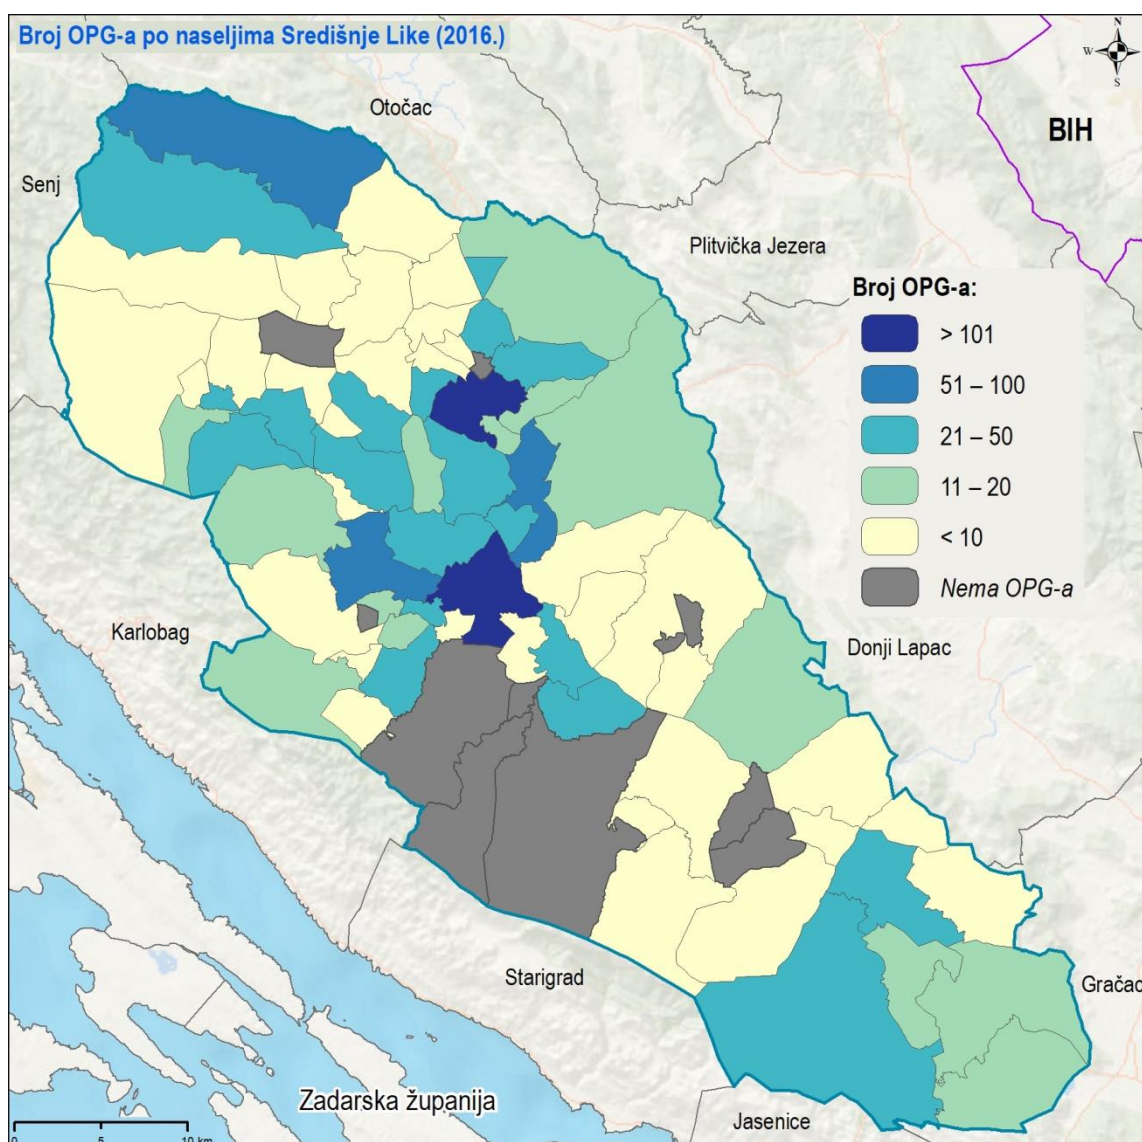 Broj OPG-a po naseljima Središnje Like (2016.)
N
W
E
S
Otočac
BIH
Senj
Plitvička Jezera
Broj OPG-a:
> 101
51 – 100
21 – 50
11 – 20
< 10
Nema OPG-a
Karlobag
Donji Lapac
Starigrad
Gračac
Zadarska županija
Jasenice
0 5 10 km